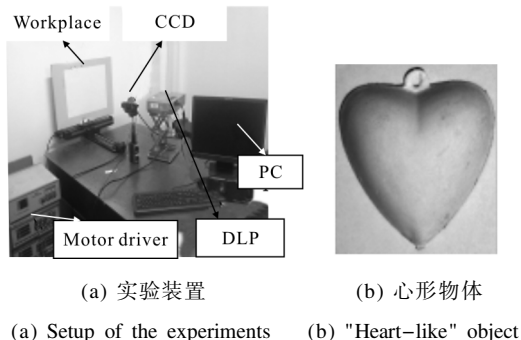 Workplace CCD
PC
Motor driver DLP
(a) 实验装置 (b) 心形物体
(a) Setup of the experiments (b) "Heart−like" object